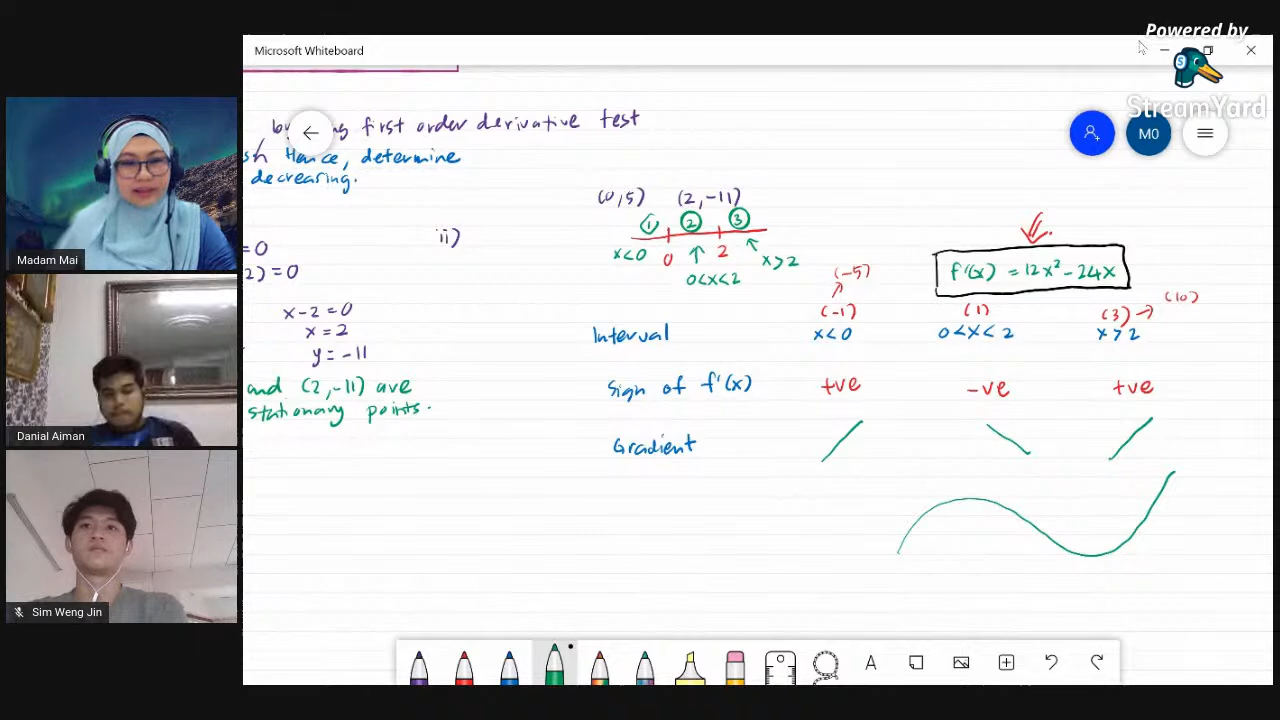 Powered by
StreamYard
Microsoft Whiteboard
Madam Mai
Danial Aiman
Sim Weng Jin
M0
first order derivative test
Hence, determine
decreasing.
ii)
=0
2) =0
x-2=0
x=2
y=-11
and (2,-11) are
stationary points.
(0,5) (2,-11)
1 2 3
x<0 0 2 x>2
0<x<2
f'(x) = 12x² - 24x
(-5)
(-1) (1) (3) → (10)
Interval x<0 0<x<2 x>2
Sign of f'(x) +ve -ve +ve
Gradient
A